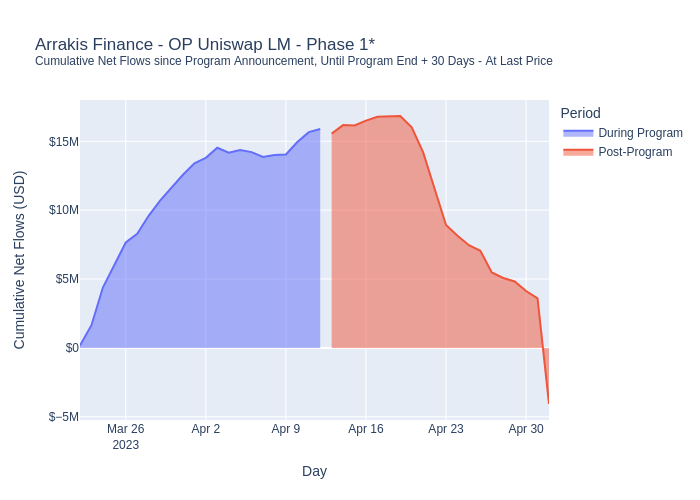 Arrakis Finance - OP Uniswap LM - Phase 1*
Cumulative Net Flows since Program Announcement, Until Program End + 30 Days - At Last Price
Period
During Program
Post-Program
Cumulative Net Flows (USD)
$15M
$10M
$5M
$0
$−5M
Mar 26
2023
Apr 2
Apr 9
Apr 16
Apr 23
Apr 30
Day